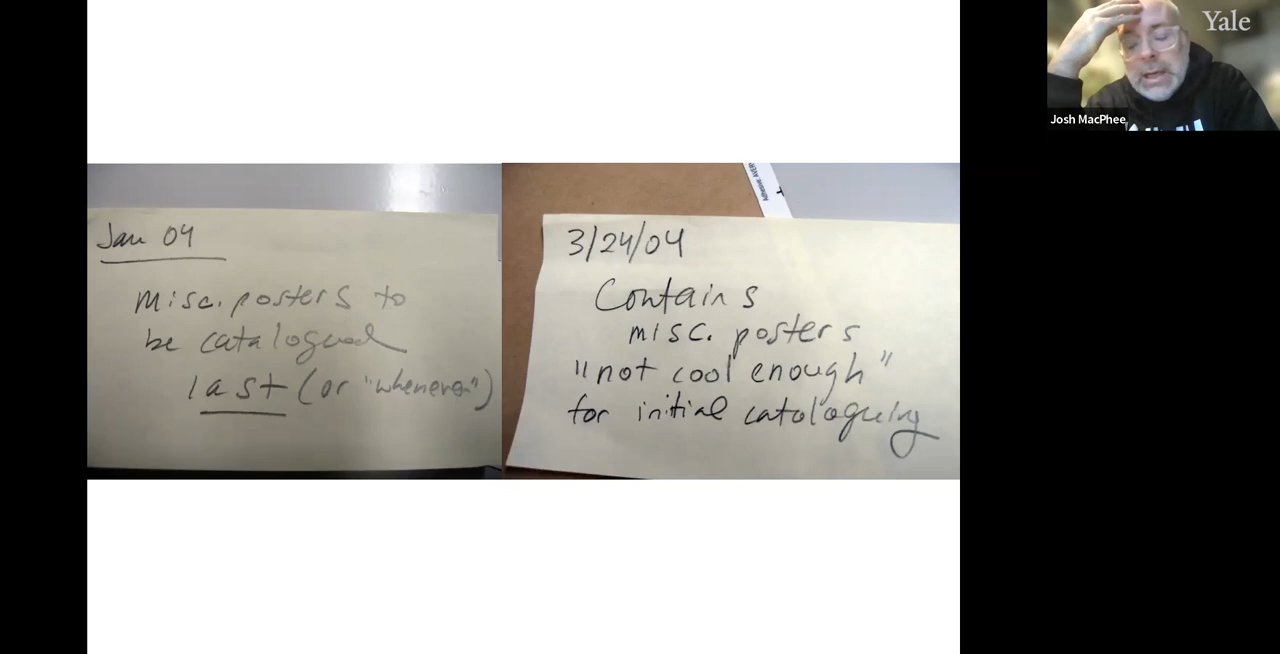 Jan 04
misc. posters to
be catalogued
last (or "whenever")
3/24/04
Contains
misc. posters
"not cool enough"
for initial cataloguing
Yale
Josh MacPhee